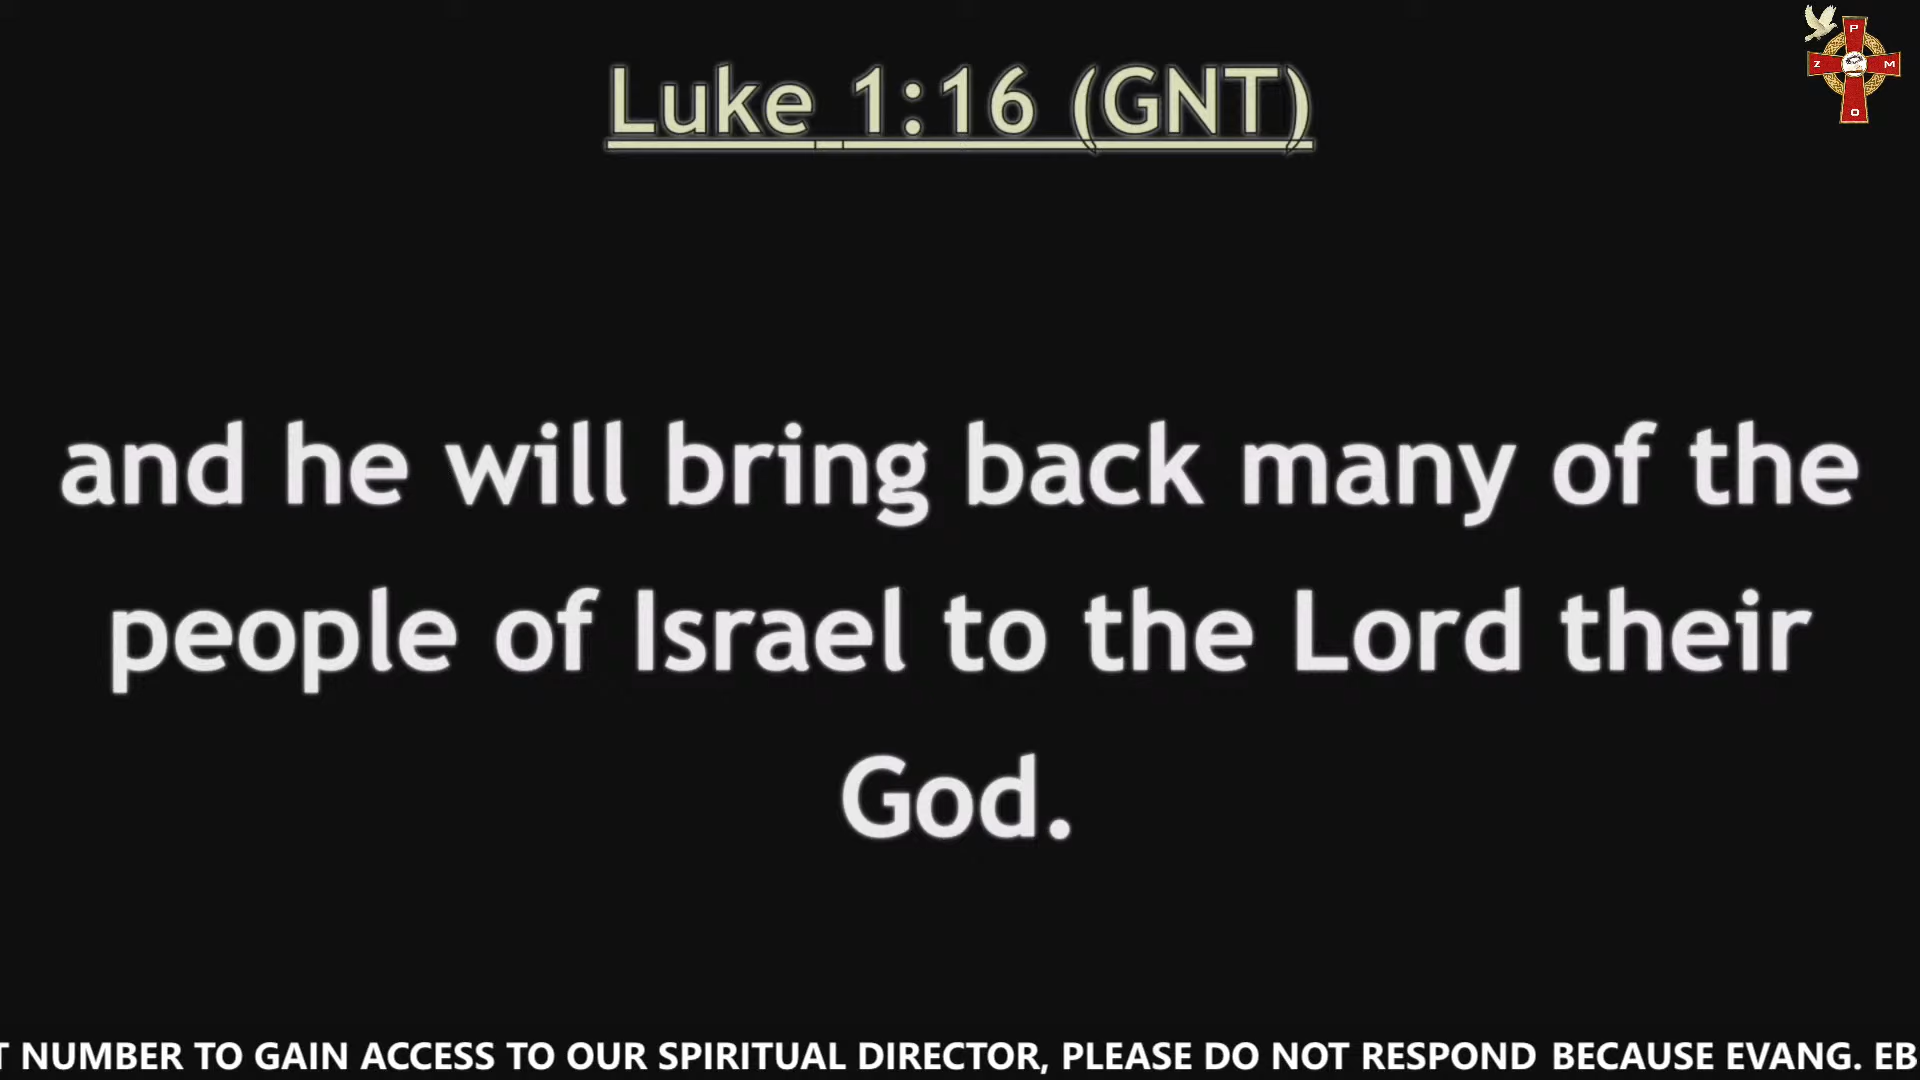 Luke 1:16 (GNT)
P
Z M
O
and he will bring back many of the
people of Israel to the Lord their
God.
T NUMBER TO GAIN ACCESS TO OUR SPIRITUAL DIRECTOR, PLEASE DO NOT RESPOND BECAUSE EVANG. EB